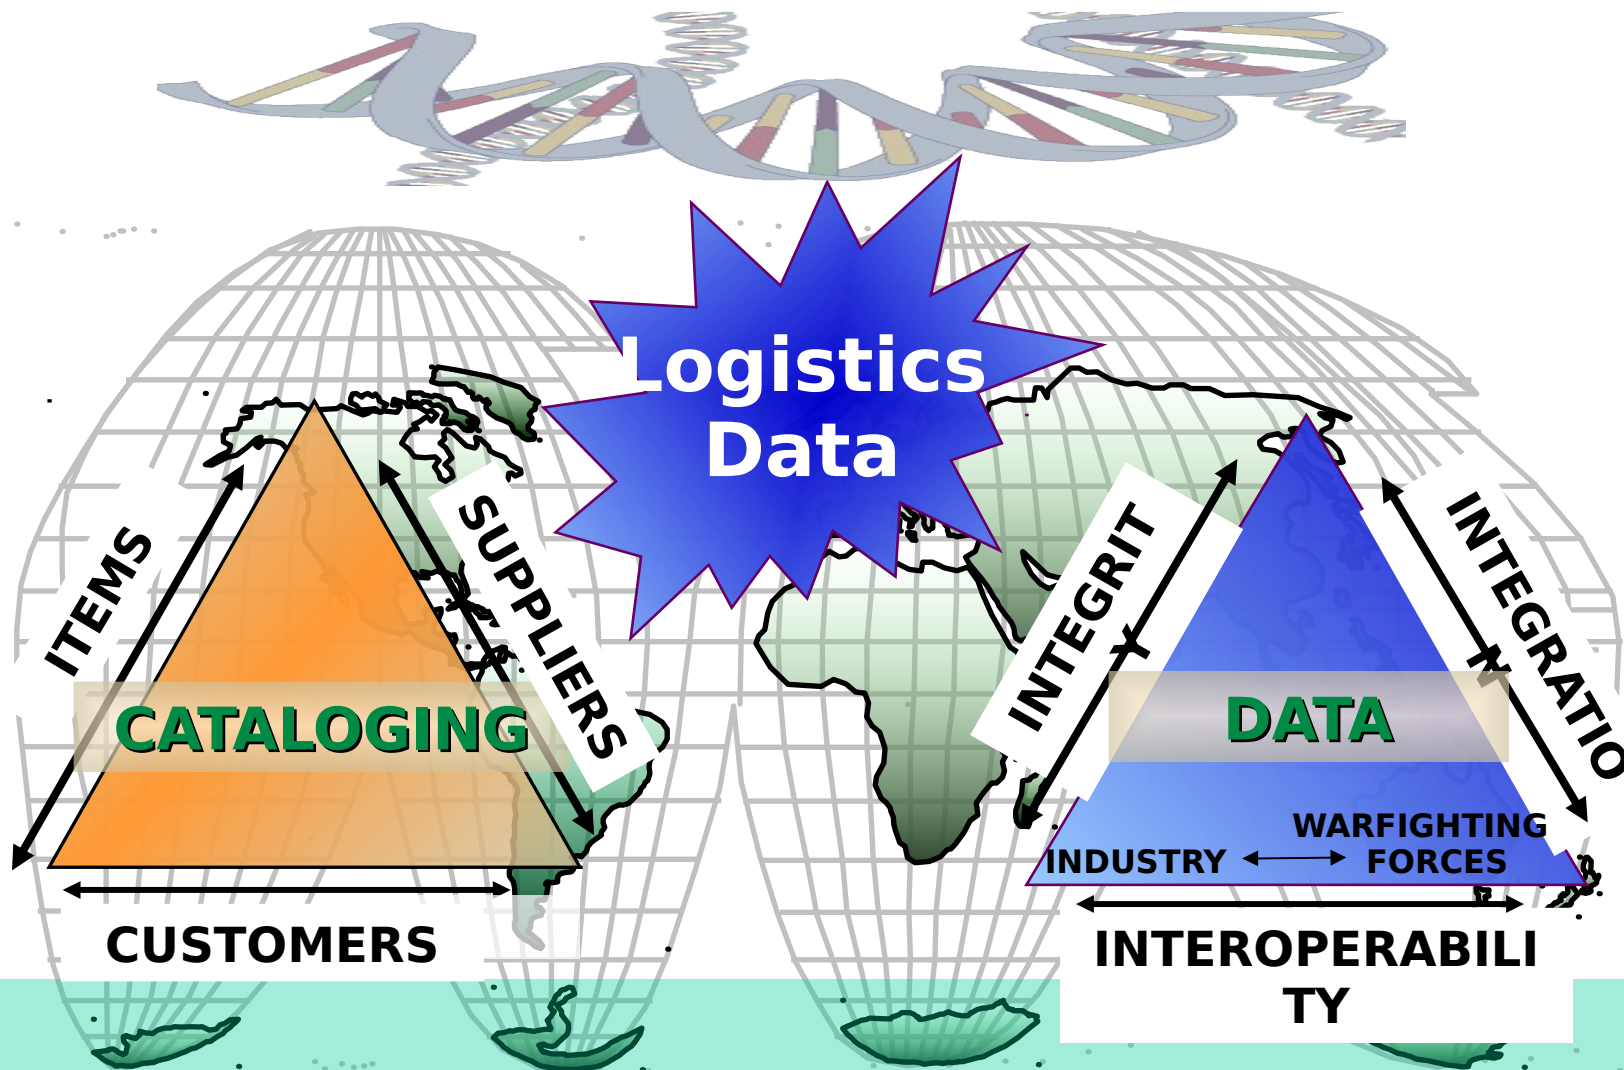 Logistics
Data
ITEMS
SUPPLIERS
CATALOGING
CUSTOMERS
INTEGRIT
Y
INTEGRATIO
N
DATA
WARFIGHTING
INDUSTRY FORCES
INTEROPERABILI
TY